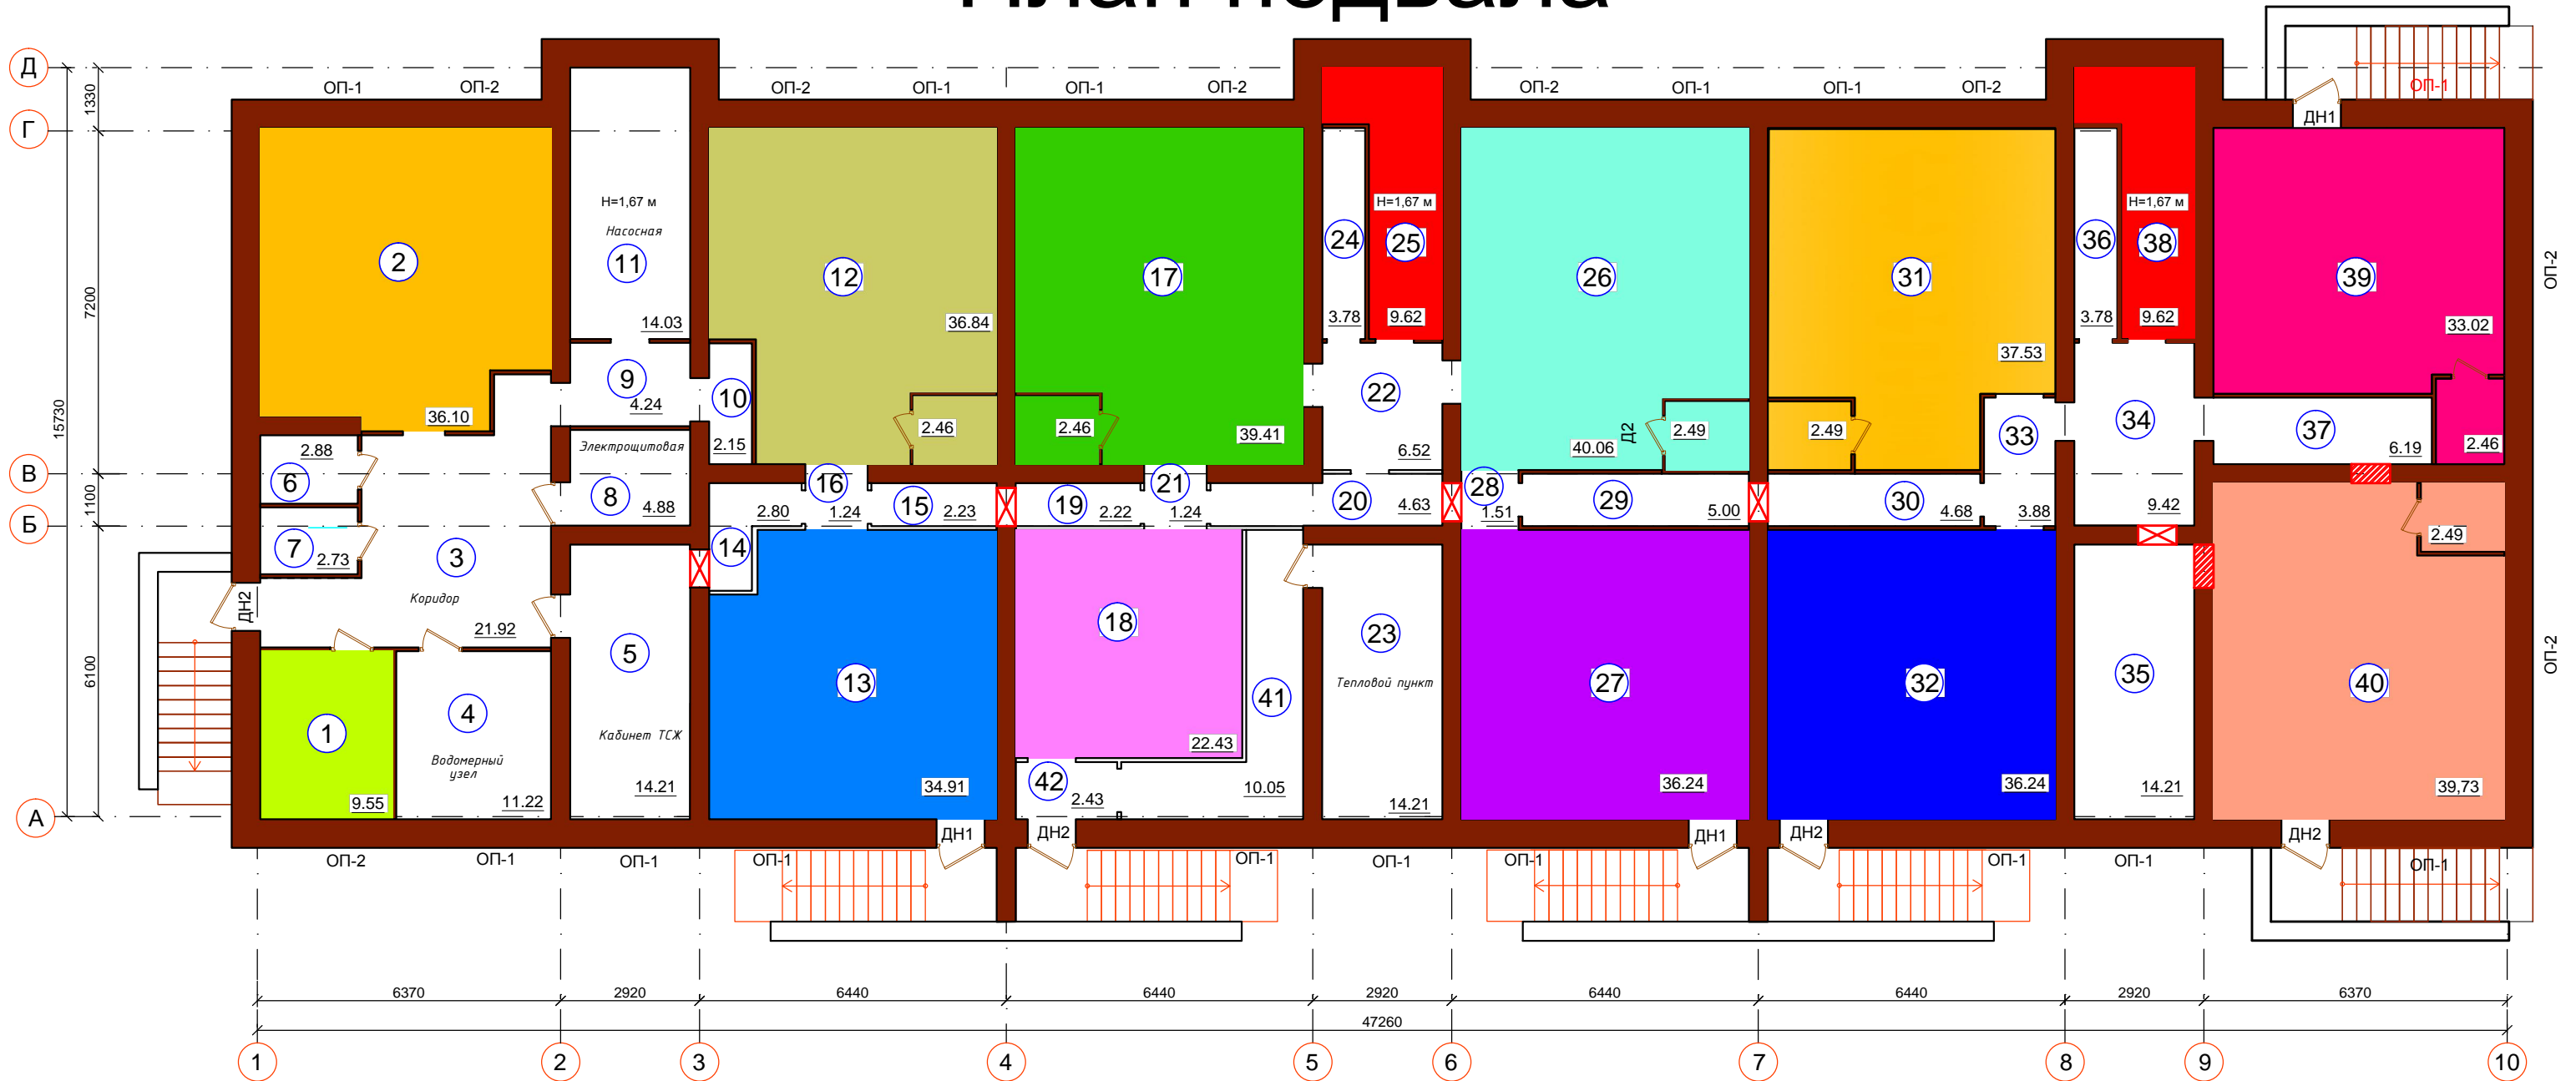 План подвала
Д
Г
В
Б
А
1330
7200
1100
6100
15730
ОП-1
ОП-2
ОП-2
ОП-1
ОП-1
ОП-2
ОП-2
ОП-1
ОП-1
ОП-2
ОП-1
ДН1
ОП-2
ОП-2
2
36.10
Н=1,67 м
Насосная
11
14.03
9
4.24
10
2.15
12
36.84
2.46
17
2.46
39.41
24
3.78
Н=1,67 м
25
9.62
22
6.52
26
40.06
Д2
2.49
31
37.53
2.49
33
3.88
36
3.78
Н=1,67 м
38
9.62
34
9.42
39
33.02
37
6.19
2.46
6
2.88
7
2.73
3
Коридор
21.92
ДН2
Электрощитовая
8
4.88
14
2.80
16
1.24
15
2.23
19
2.22
21
1.24
20
4.63
28
1.51
29
5.00
30
4.68
1
9.55
4
Водомерный
узел
11.22
5
Кабинет ТСЖ
14.21
13
34.91
18
22.43
42
2.43
41
10.05
23
Тепловой пункт
14.21
27
36.24
32
36.24
35
14.21
40
2.49
39,73
ДН1
ДН2
ДН1
ДН2
ДН2
ОП-2
ОП-1
ОП-1
ОП-1
ОП-1
ОП-1
ОП-1
ОП-1
ОП-1
ОП-1
6370
2920
6440
6440
2920
6440
6440
2920
6370
47260
1
2
3
4
5
6
7
8
9
10